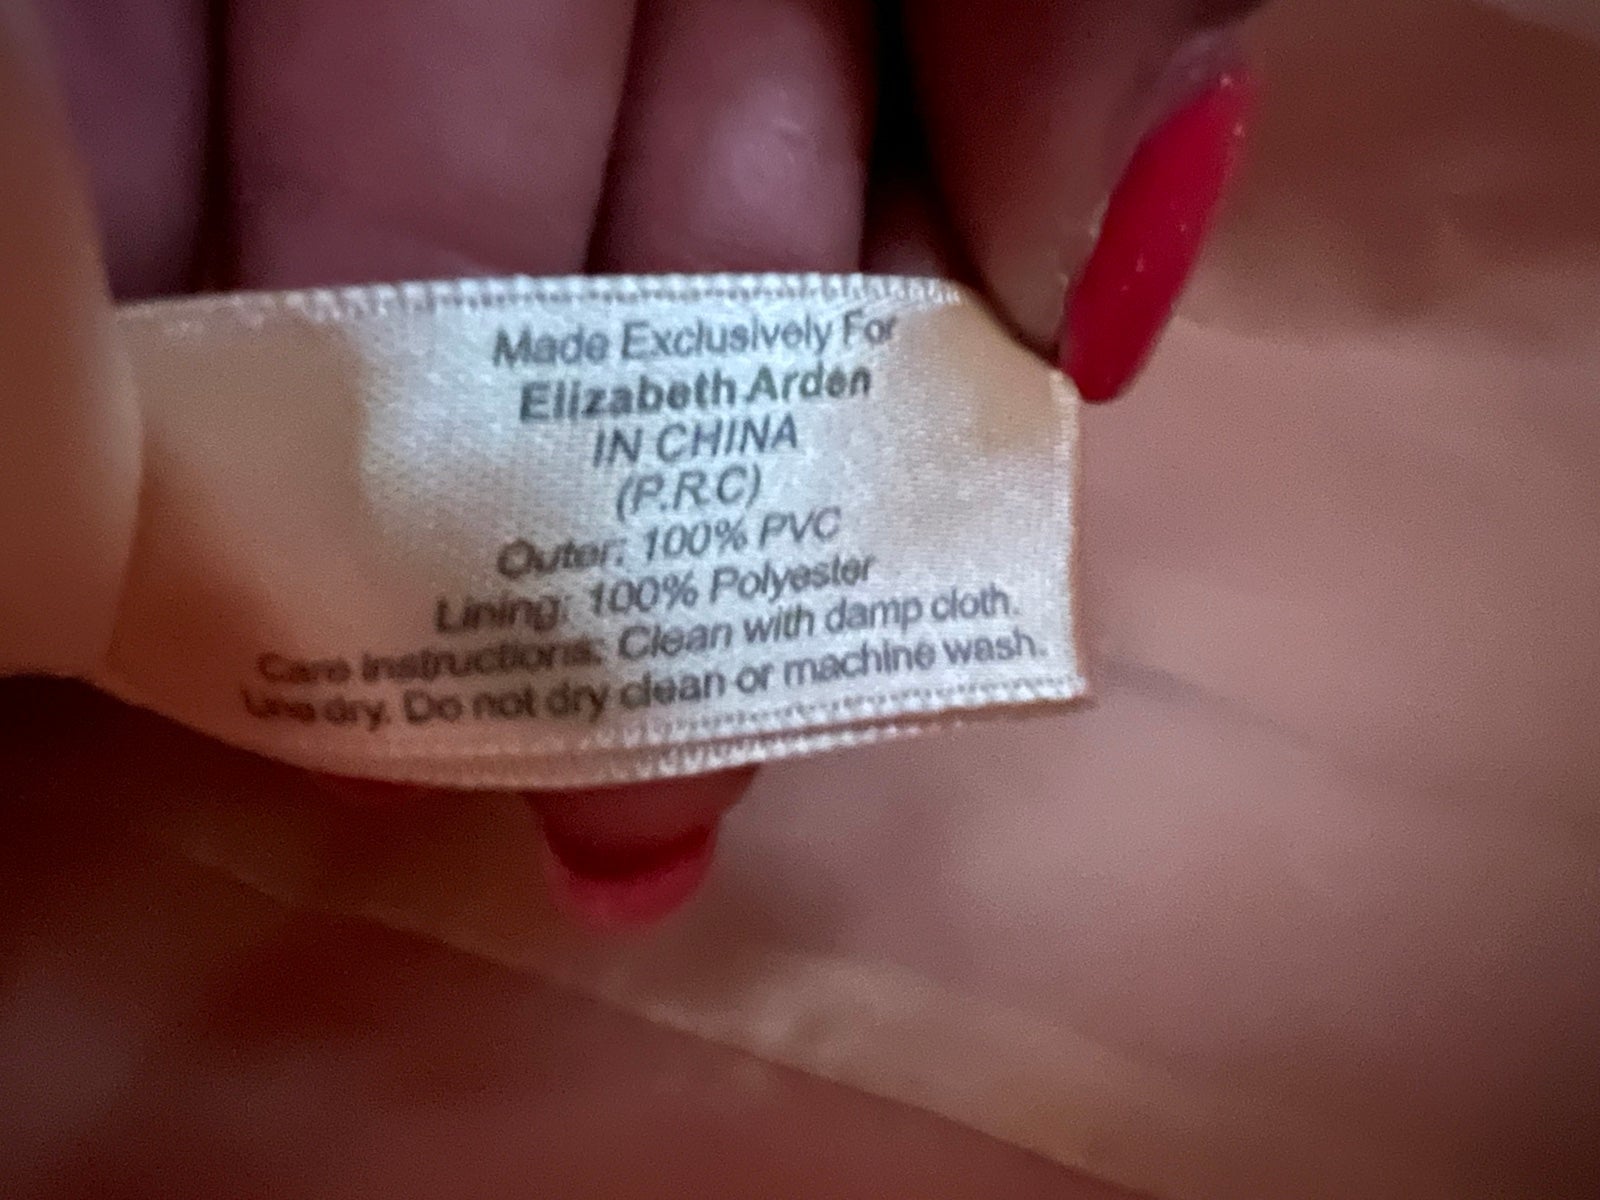 Made Exclusively For
Elizabeth Arden
IN CHINA
(P.R.C)
Outer: 100% PVC
Lining: 100% Polyester
Care Instructions: Clean with damp cloth.
Line dry. Do not dry clean or machine wash.